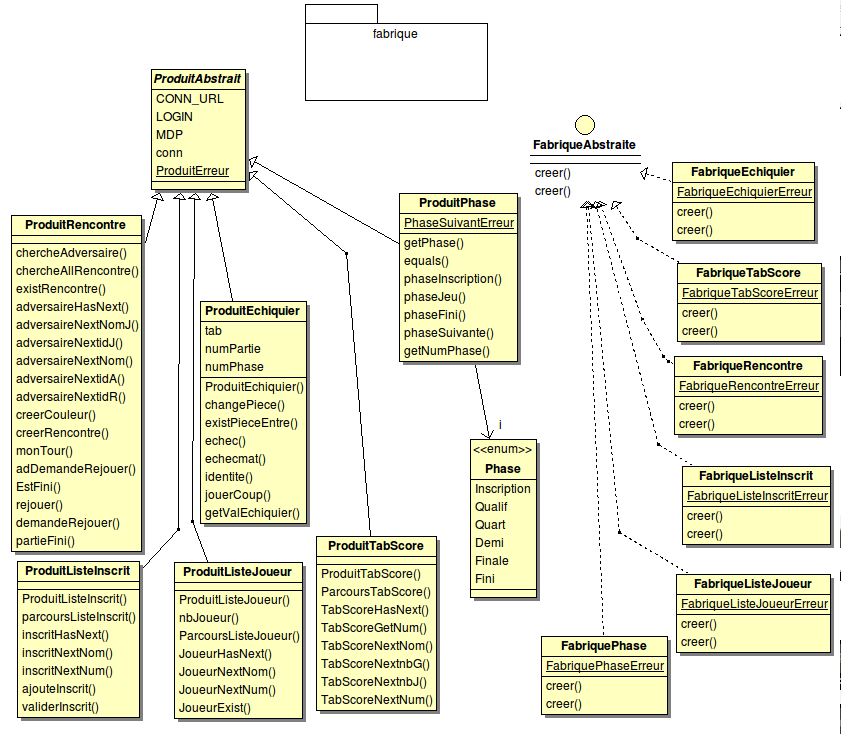 fabrique
ProduitAbstrait
CONN_URL
LOGIN
MDP
conn
ProduitErreur
FabriqueAbstraite
creer()
creer()
FabriqueEchiquier
FabriqueEchiquierErreur
creer()
creer()
ProduitPhase
PhaseSuivantErreur
getPhase()
equals()
phaseInscription()
phaseJeu()
phaseFini()
phaseSuivante()
getNumPhase()
ProduitRencontre
chercheAdversaire()
chercheAllRencontre()
existRencontre()
adversaireHasNext()
adversaireNextNomJ()
adversaireNextidJ()
adversaireNextNom()
adversaireNextidA()
adversaireNextidR()
creerCouleur()
creerRencontre()
monTour()
adDemandeRejouer()
EstFini()
rejouer()
demandeRejouer()
partieFini()
FabriqueTabScore
FabriqueTabScoreErreur
creer()
creer()
ProduitEchiquier
tab
numPartie
numPhase
ProduitEchiquier()
changePiece()
existPieceEntre()
echec()
echecmat()
identite()
jouerCoup()
getValEchiquier()
FabriqueRencontre
FabriqueRencontreErreur
creer()
creer()
i
<<enum>>
Phase
Inscription
Qualif
Quart
Demi
Finale
Fini
FabriqueListeInscrit
FabriqueListeInscritErreur
creer()
creer()
ProduitListeInscrit
ProduitListeInscrit()
parcoursListeInscrit()
inscritHasNext()
inscritNextNom()
inscritNextNum()
ajouteInscrit()
validerInscrit()
ProduitListeJoueur
ProduitListeJoueur()
nbJoueur()
ParcoursListeJoueur()
JoueurHasNext()
JoueurNextNom()
JoueurNextNum()
JoueurExist()
ProduitTabScore
ProduitTabScore()
ParcoursTabScore()
TabScoreHasNext()
TabScoreGetNum()
TabScoreNextNom()
TabScoreNextnbG()
TabScoreNextnbJ()
TabScoreNextNum()
FabriqueListeJoueur
FabriqueListeJoueurErreur
creer()
creer()
FabriquePhase
FabriquePhaseErreur
creer()
creer()